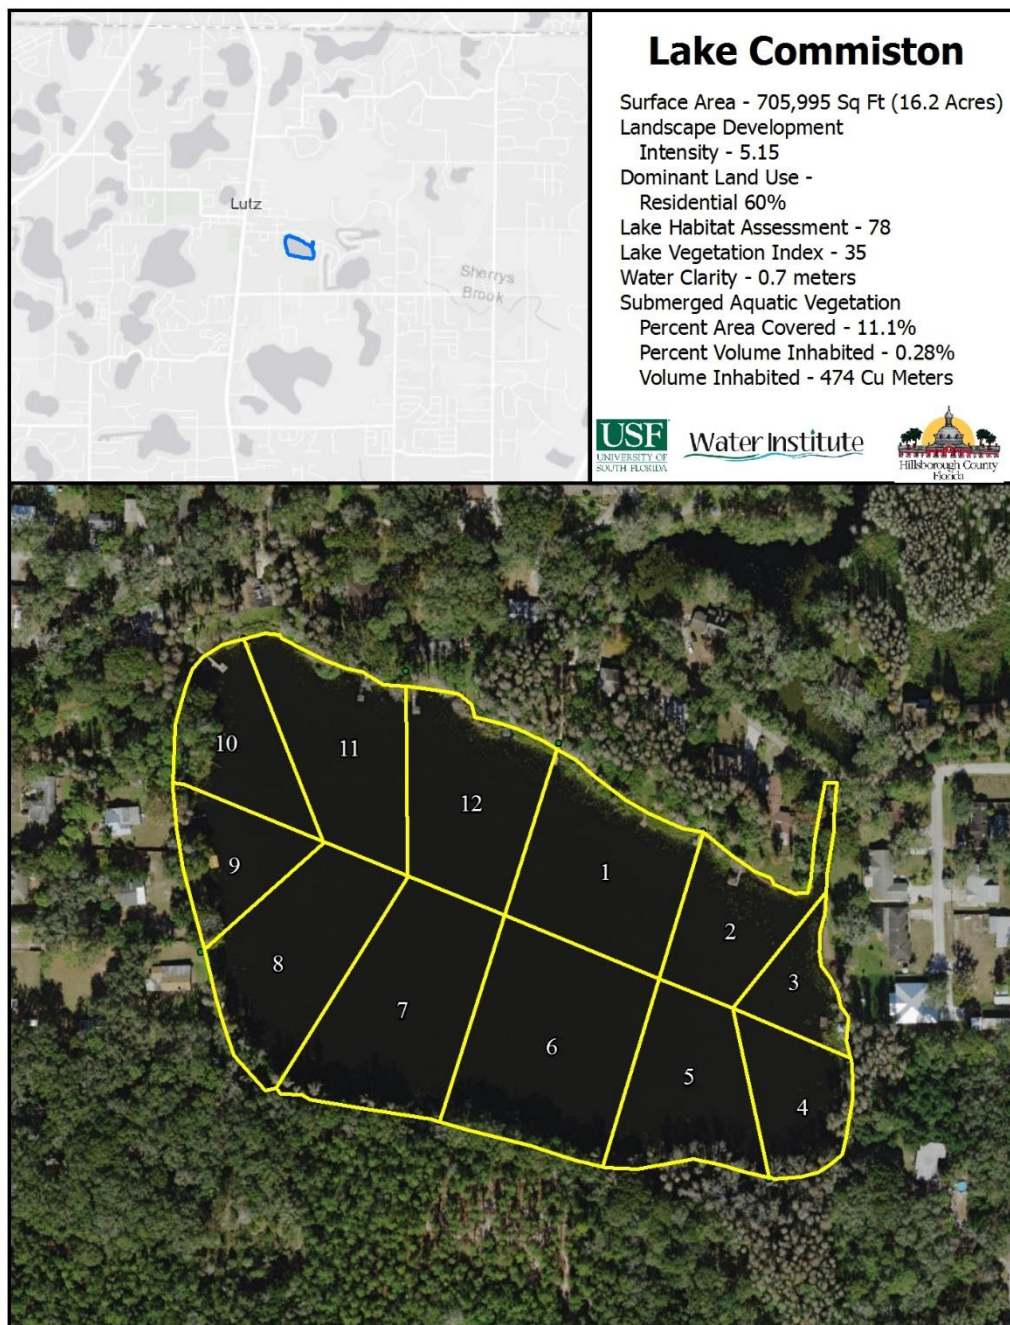 Lutz
Sherrys
Brook
Lake Commiston
Surface Area - 705,995 Sq Ft (16.2 Acres)
Landscape Development
Intensity - 5.15
Dominant Land Use -
Residential 60%
Lake Habitat Assessment - 78
Lake Vegetation Index - 35
Water Clarity - 0.7 meters
Submerged Aquatic Vegetation
Percent Area Covered - 11.1%
Percent Volume Inhabited - 0.28%
Volume Inhabited - 474 Cu Meters
USF
UNIVERSITY OF
SOUTH FLORIDA
Water Institute
Hillsborough County
Florida
10
11
12
1
2
3
9
8
7
6
5
4